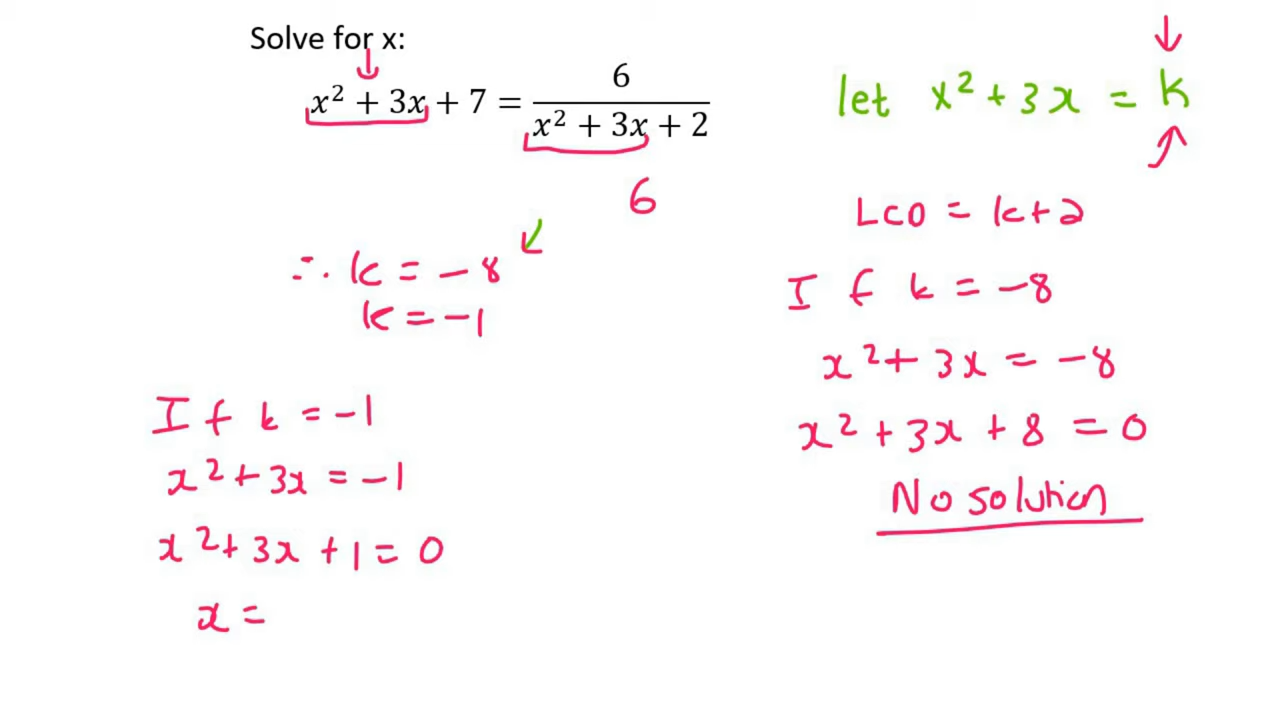 Solve for x:
x² + 3x + 7 = 6 / (x² + 3x + 2)
6
∴ k = -8
k = -1
If k = -1
x² + 3x = -1
x² + 3x + 1 = 0
x =
let x² + 3x = k
LCD = k+2
If k = -8
x² + 3x = -8
x² + 3x + 8 = 0
No solution